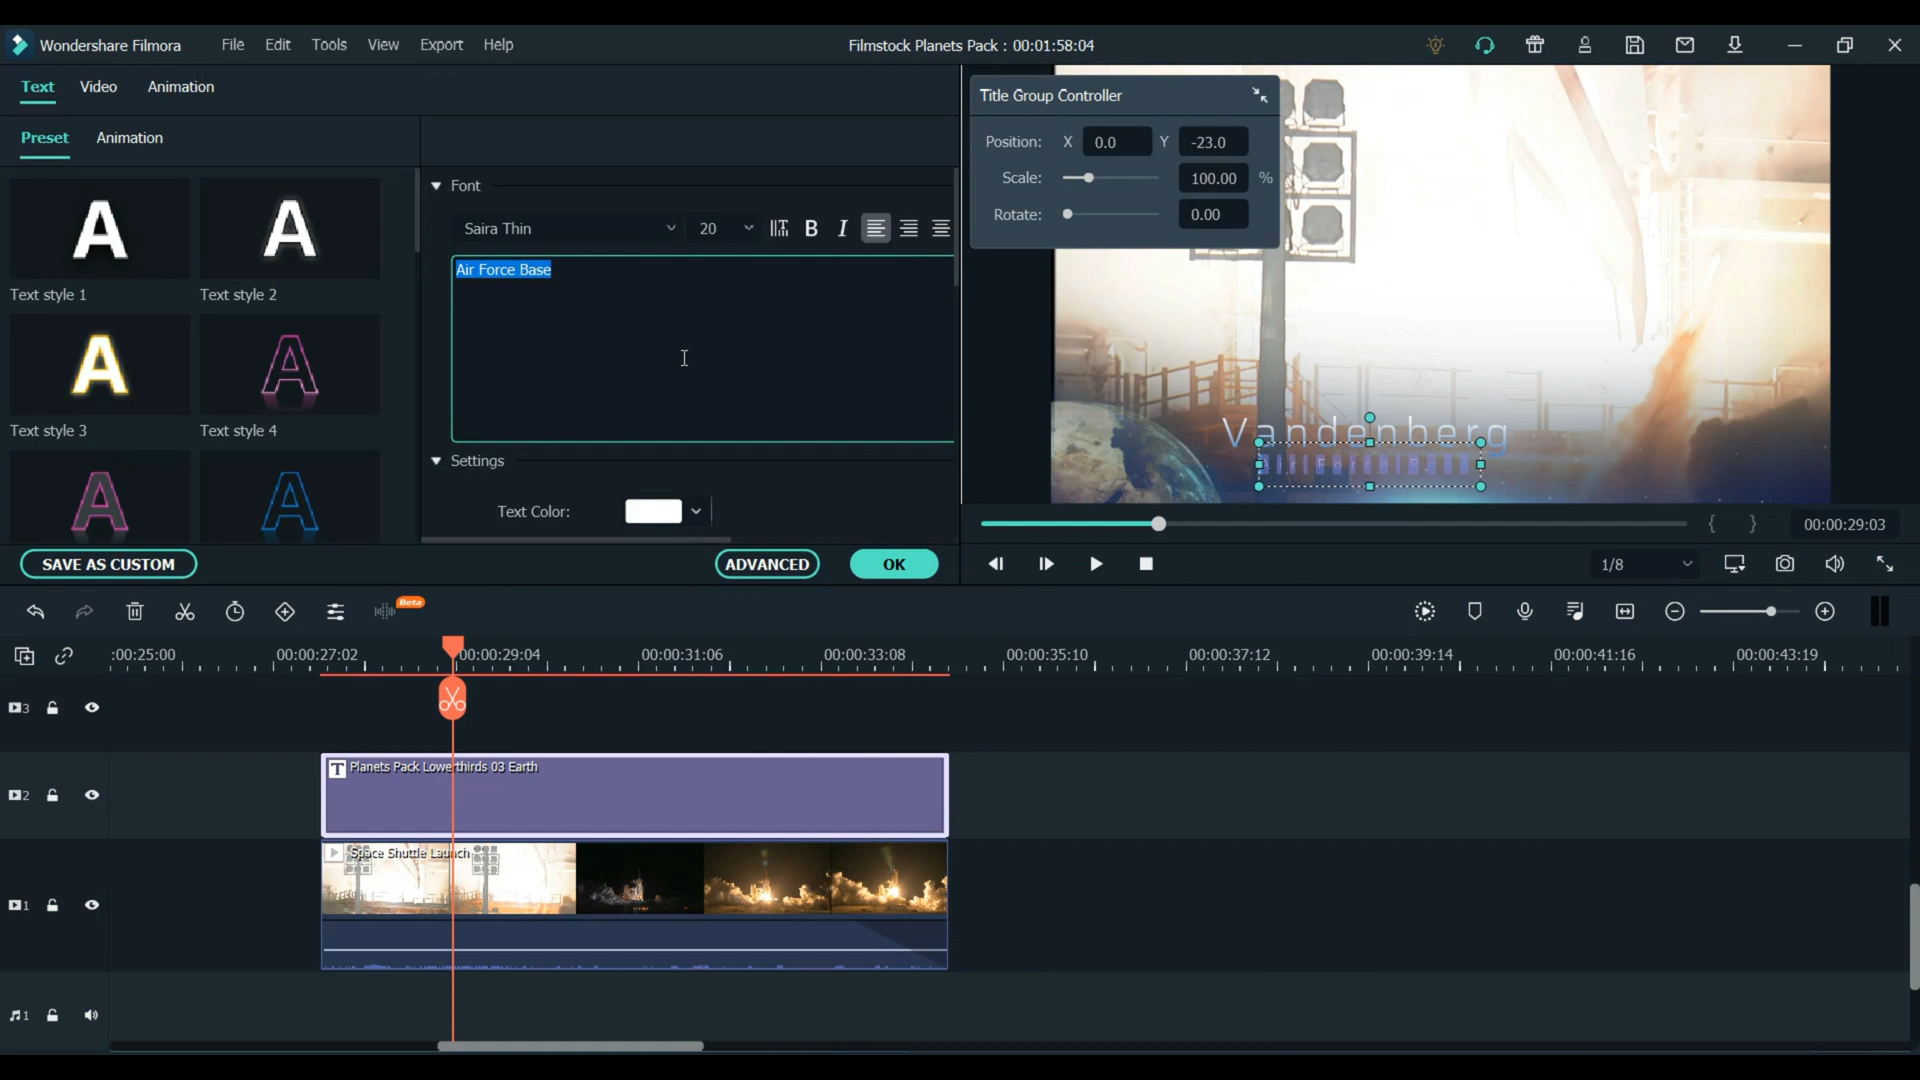 Wondershare Filmora File Edit Tools View Export Help Filmstock Planets Pack : 00:01:58:04
Text Video Animation
Preset Animation
Text style 1 Text style 2
Text style 3 Text style 4
Font
Saira Thin 20 B I
Air Force Base
Settings
Text Color:
SAVE AS CUSTOM ADVANCED OK
Title Group Controller
Position: X 0.0 Y -23.0
Scale: 100.00 %
Rotate: 0.00
Vandenberg
{ } 00:00:29:03
1/8
Beta
:00:25:00 00:00:27:02 00:00:29:04 00:00:31:06 00:00:33:08 00:00:35:10 00:00:37:12 00:00:39:14 00:00:41:16 00:00:43:19
3
2
T Planets Pack Lowerthirds 03 Earth
1
Space Shuttle Launch
1